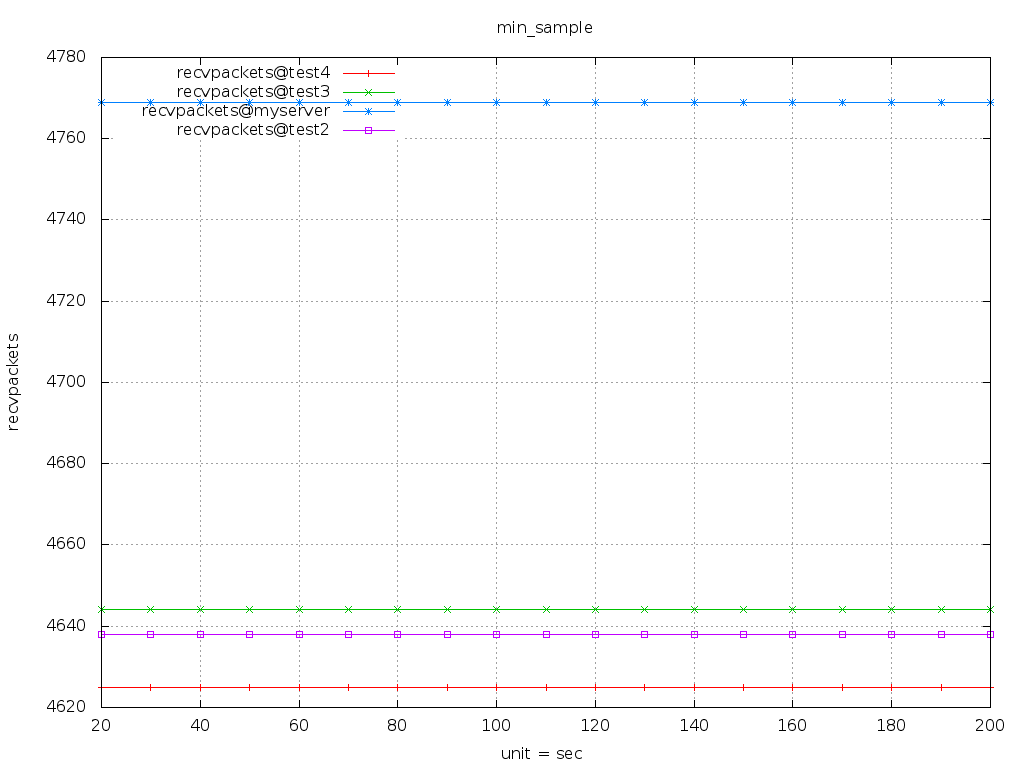 min_sample
4780
4760
4740
4720
4700
4680
4660
4640
4620
recvpackets@test4
recvpackets@test3
recvpackets@myserver
recvpackets@test2
recvpackets
20 40 60 80 100 120 140 160 180 200
unit = sec